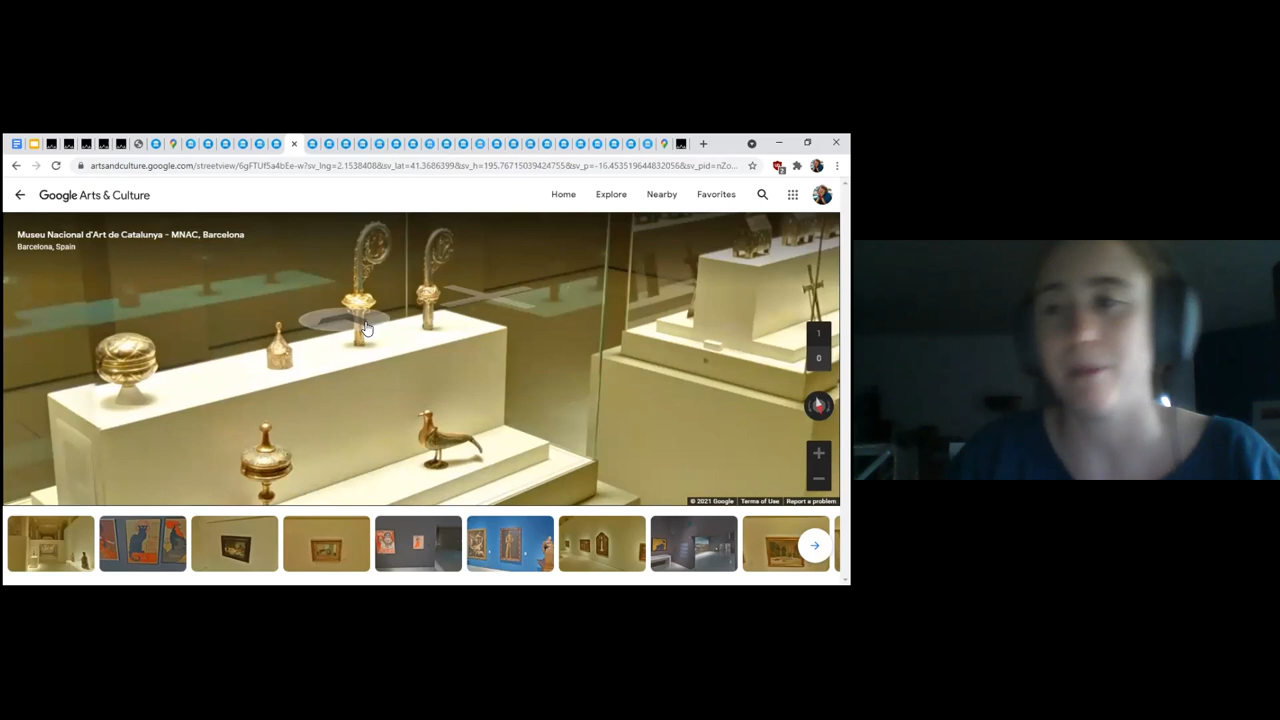 artsandculture.google.com/streetview/6gFTUf5a4bEe-w?sv_lng=2.1538408&sv_lat=41.3686399&sv_h=195.7671503942475&sv_p=-16.453519644832056&sv_pid=nZo...
Google Arts & Culture
Home
Explore
Nearby
Favorites
Museu Nacional d'Art de Catalunya - MNAC, Barcelona
Barcelona, Spain
1
0
© 2021 Google
Terms of Use
Report a problem